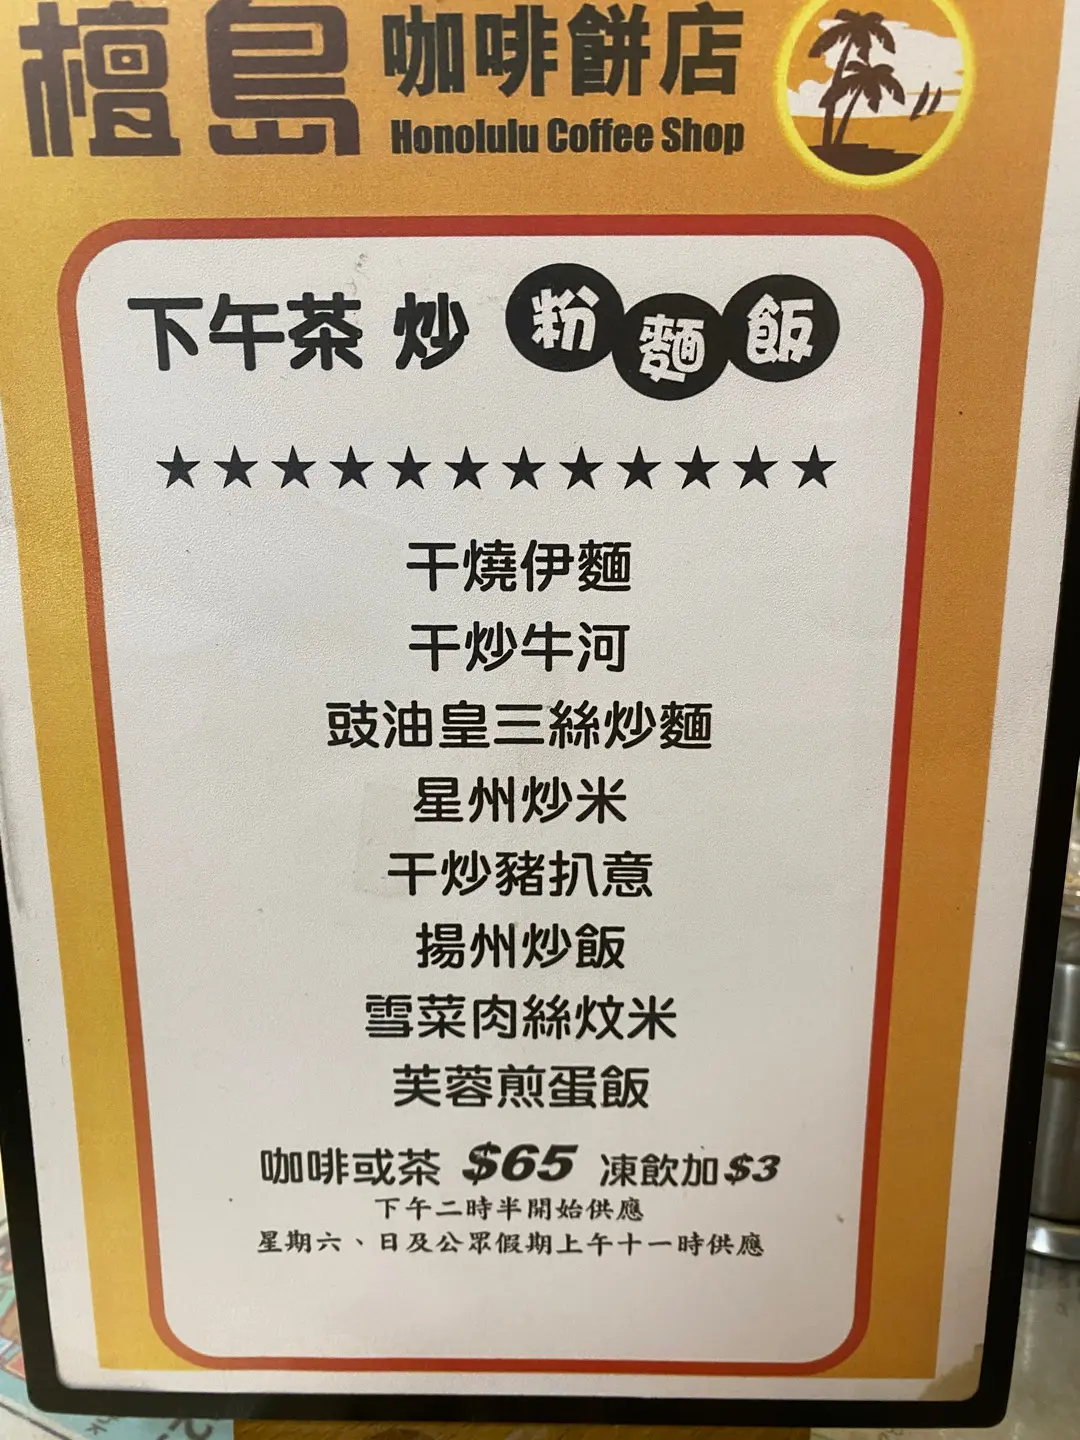 檀島 咖啡餅店
Honolulu Coffee Shop
下午茶 炒 粉麵飯
★★★★★★★★★★★★
干燒伊麵
干炒牛河
豉油皇三絲炒麵
星州炒米
干炒豬扒意
揚州炒飯
雪菜肉絲炆米
芙蓉煎蛋飯
咖啡或茶 $65 凍飲加$3
下午二時半開始供應
星期六、日及公眾假期上午十一時供應